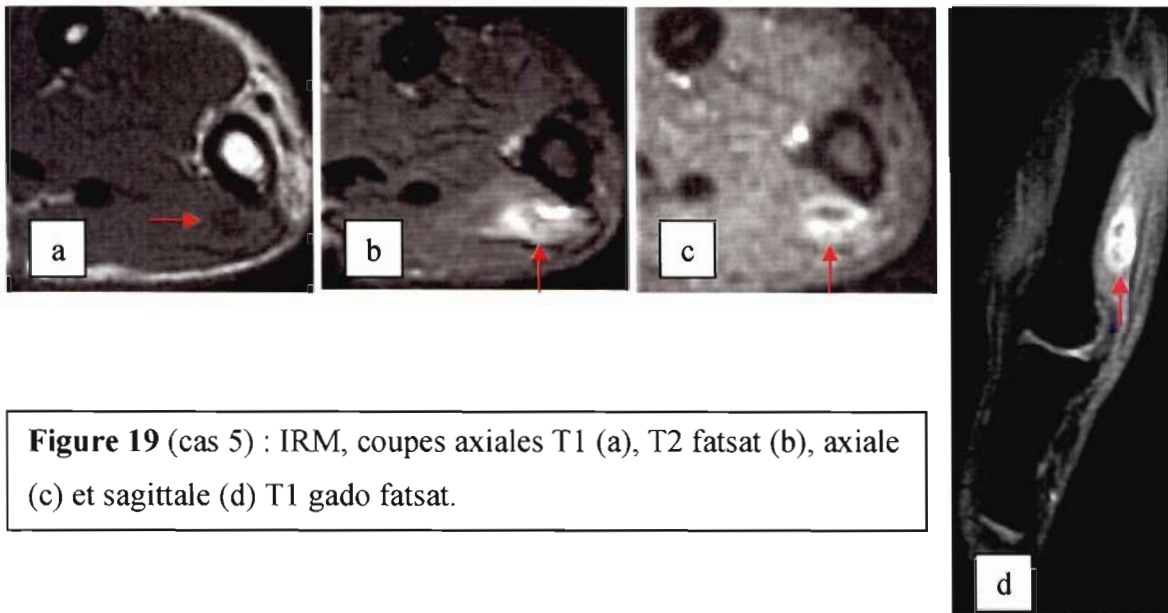 a
b
c
d
Figure 19 (cas 5) : IRM, coupes axiales T1 (a), T2 fatsat (b), axiale
(c) et sagittale (d) T1 gado fatsat.